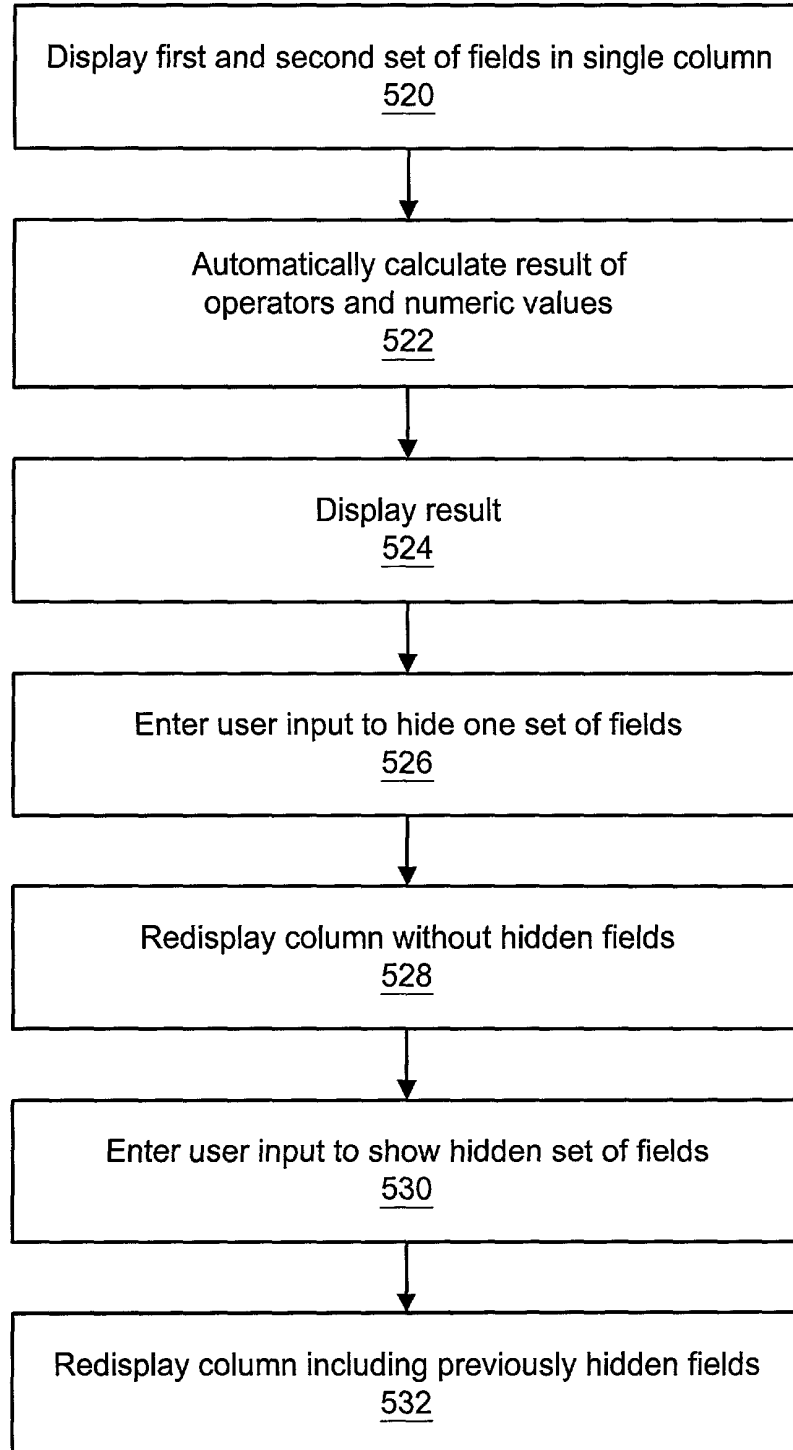 Display first and second set of fields in single column
520
Automatically calculate result of
operators and numeric values
522
Display result
524
Enter user input to hide one set of fields
526
Redisplay column without hidden fields
528
Enter user input to show hidden set of fields
530
Redisplay column including previously hidden fields
532